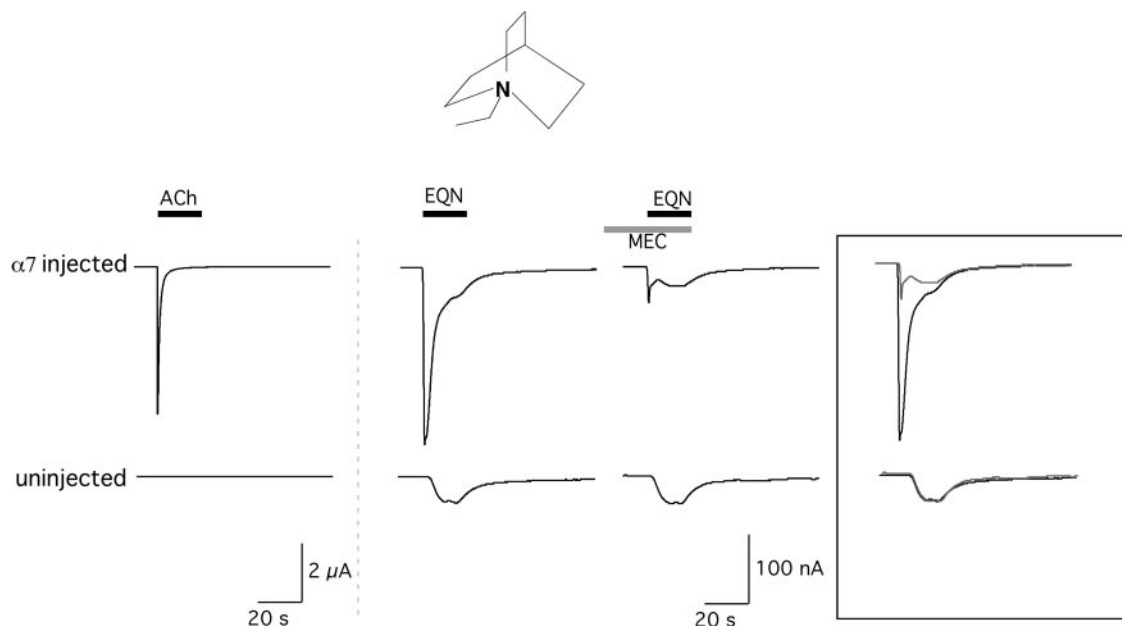 N
ACh
EQN
EQN
MEC
α7 injected
uninjected
2 μA
20 s
100 nA
20 s